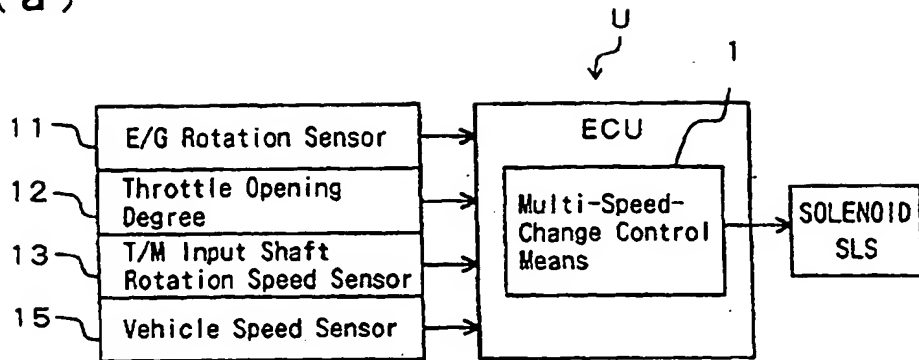 (a)
U
1
11
E/G Rotation Sensor
ECU
12
Throttle Opening
Degree
Multi-Speed-
Change Control
Means
SOLENOID
SLS
13
T/M Input Shaft
Rotation Speed Sensor
15
Vehicle Speed Sensor